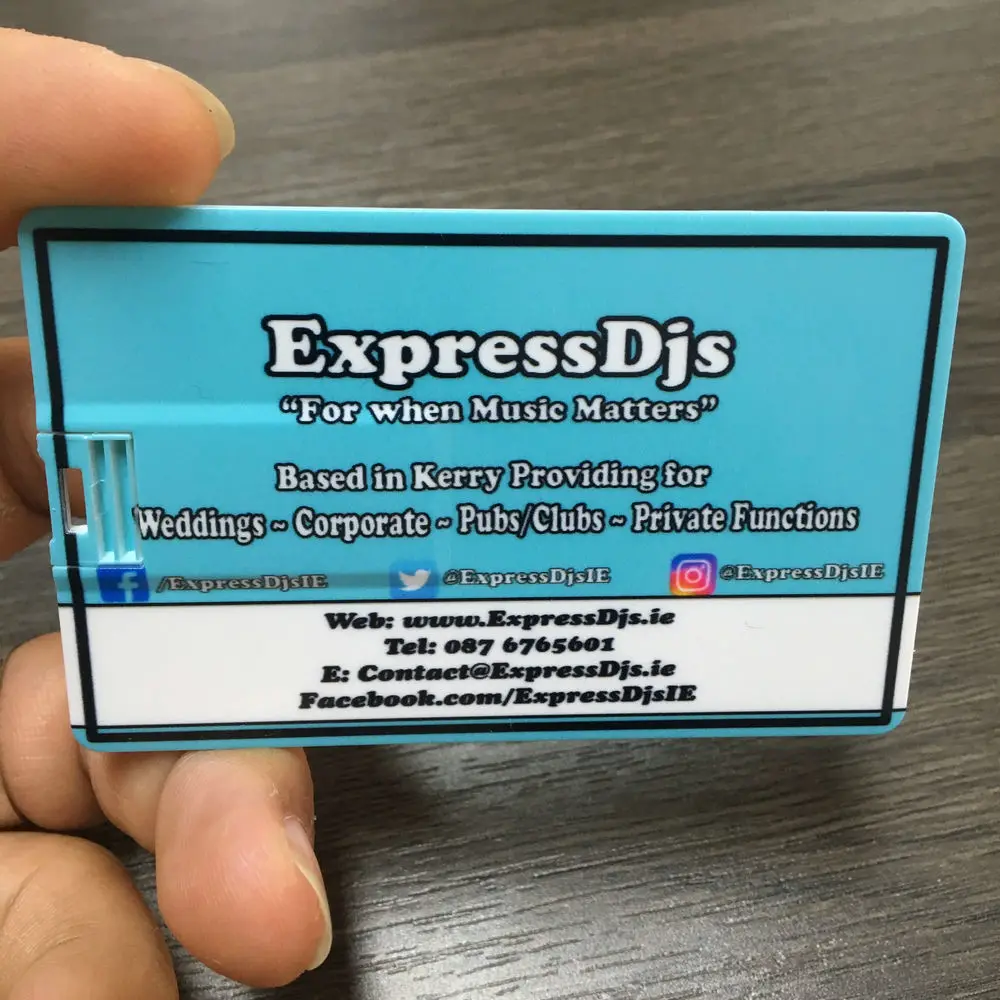 ExpressDjs
“For when Music Matters”
Based in Kerry Providing for
Weddings ~ Corporate ~ Pubs/Clubs ~ Private Functions
/ExpressDjsIE @ExpressDjsIE @ExpressDjsIE
Web: www.ExpressDjs.ie
Tel: 087 6765601
E: Contact@ExpressDjs.ie
Facebook.com/ExpressDjsIE